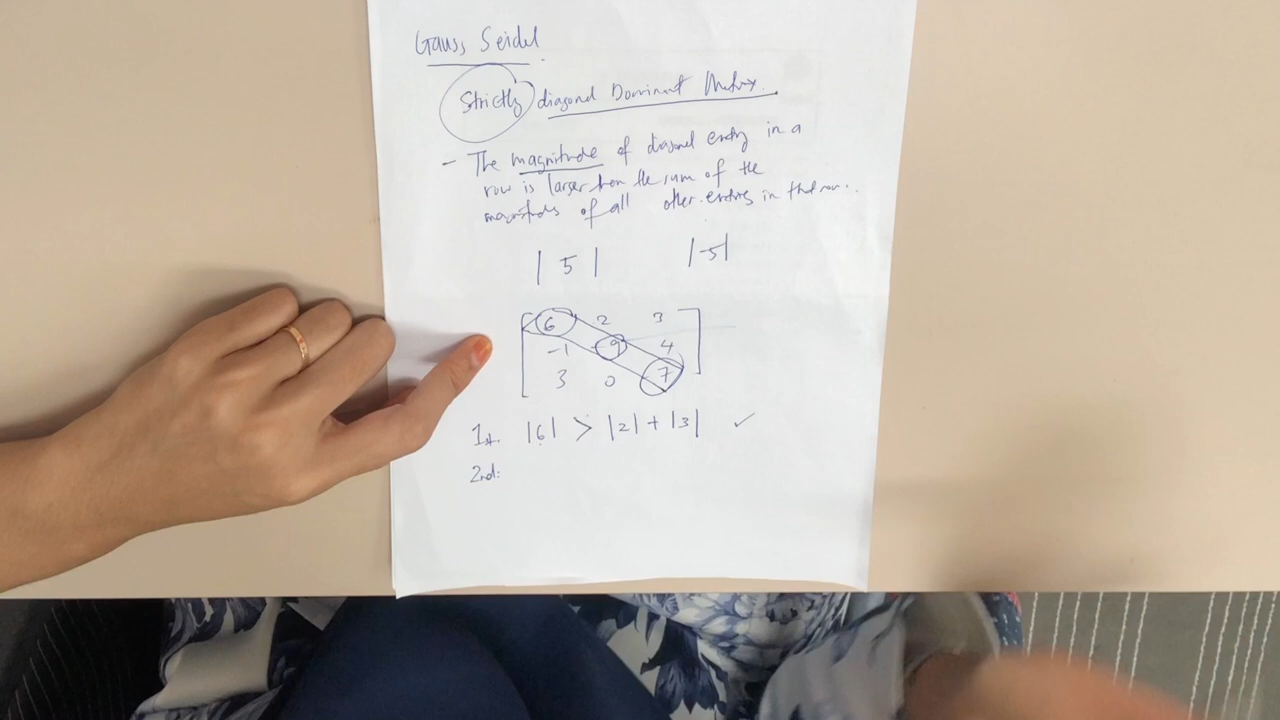 Gauss Seidel
Strictly diagonal Dominant Matrix.
- The magnitude of diagonal entry in a
row is larger than the sum of the
magnitudes of all other entries in that row..
|5| |-5|
6 2 3
-1 -9 4
3 0 7
1st. |6| > |2| + |3| ✓
2nd: